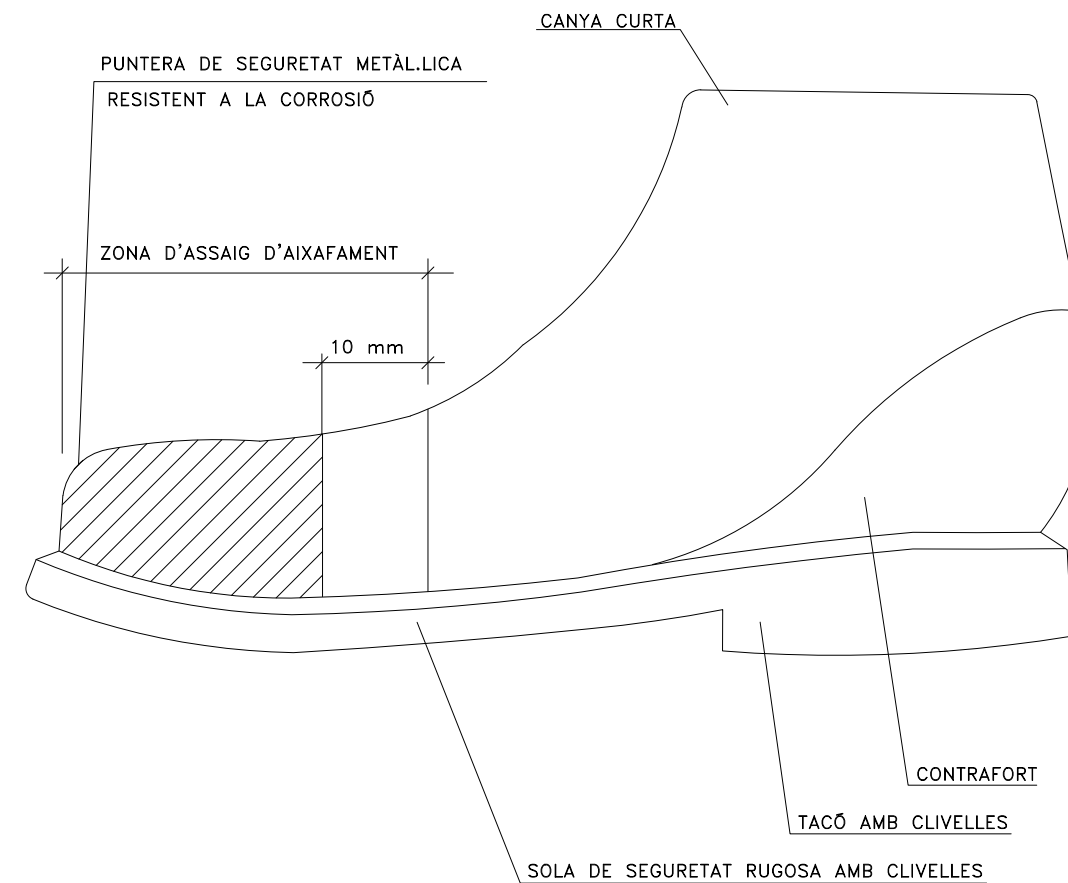 CANYA CURTA
PUNTERA DE SEGURETAT METÀL.LICA
RESISTENT A LA CORROSIÓ
ZONA D'ASSAIG D'AIXAFAMENT
10 mm
CONTRAFORT
TACÓ AMB CLIVELLES
SOLA DE SEGURETAT RUGOSA AMB CLIVELLES